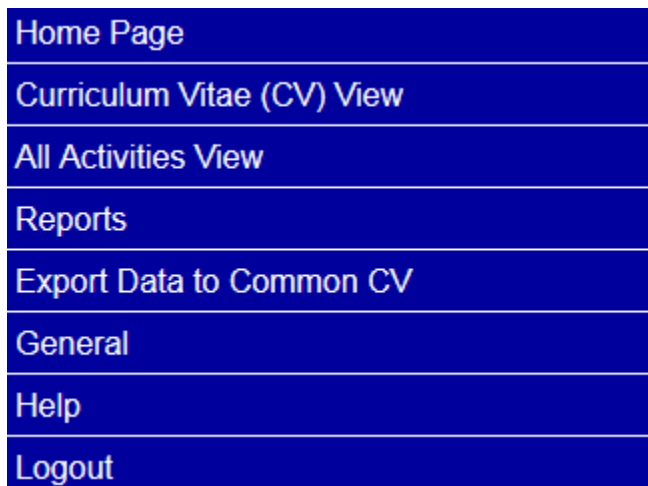 Home Page
Curriculum Vitae (CV) View
All Activities View
Reports
Export Data to Common CV
General
Help
Logout